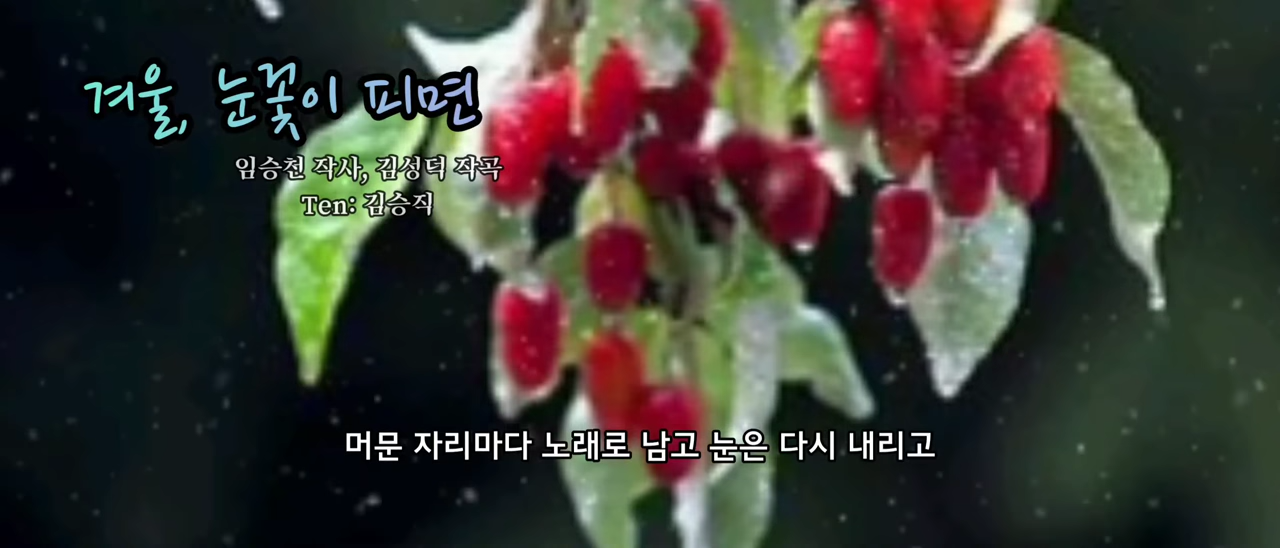 겨울, 눈꽃이 피면
임승천 작사, 김성덕 작곡
Ten: 김승직
머문 자리마다 노래로 남고 눈은 다시 내리고